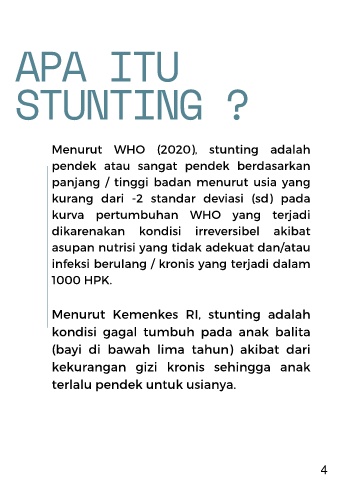 APA ITU
STUNTING ?
Menurut WHO (2020), stunting adalah
pendek atau sangat pendek berdasarkan
panjang / tinggi badan menurut usia yang
kurang dari -2 standar deviasi (sd) pada
kurva pertumbuhan WHO yang terjadi
dikarenakan kondisi irreversibel akibat
asupan nutrisi yang tidak adekuat dan/atau
infeksi berulang / kronis yang terjadi dalam
1000 HPK.
Menurut Kemenkes RI, stunting adalah
kondisi gagal tumbuh pada anak balita
(bayi di bawah lima tahun) akibat dari
kekurangan gizi kronis sehingga anak
terlalu pendek untuk usianya.
4